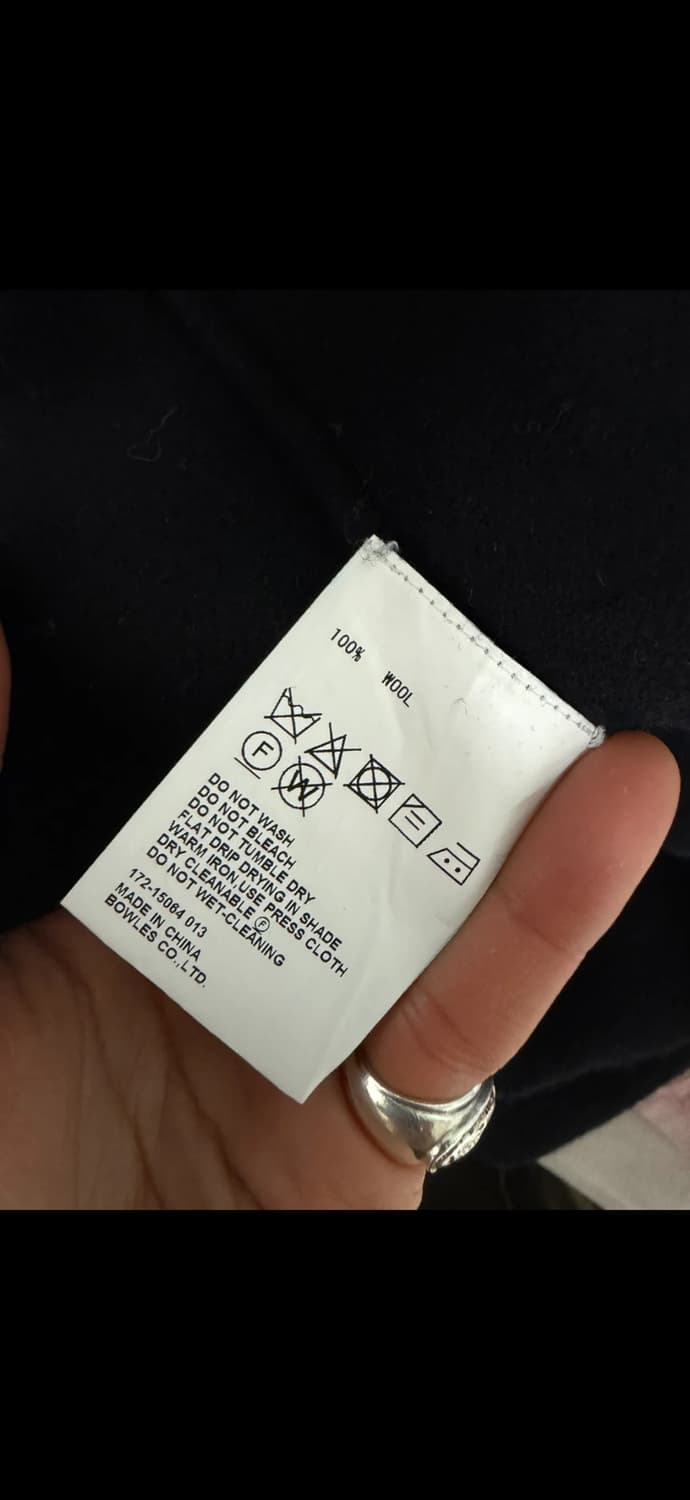 100% WOOL
F W
DO NOT WASH
DO NOT BLEACH
DO NOT TUMBLE DRY
FLAT DRIP DRYING IN SHADE
WARM IRON,USE PRESS CLOTH
DRY CLEANABLE Ⓕ
DO NOT WET-CLEANING
172-15064 013
MADE IN CHINA
BOWLES CO.,LTD.